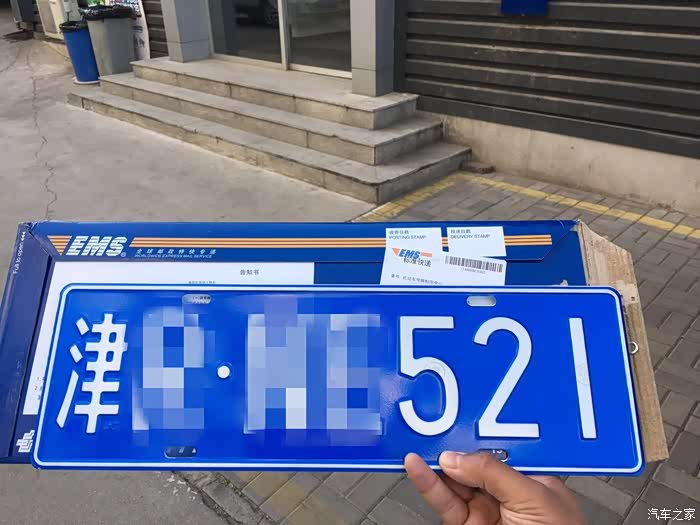 EMS
全球邮政特快专递
WORLDWIDE EXPRESS MAIL SERVICE
收寄日戳
POSTING STAMP
投递日戳
DELIVERY STAMP
EMS
标准快递
告知书
津·521
汽车之家